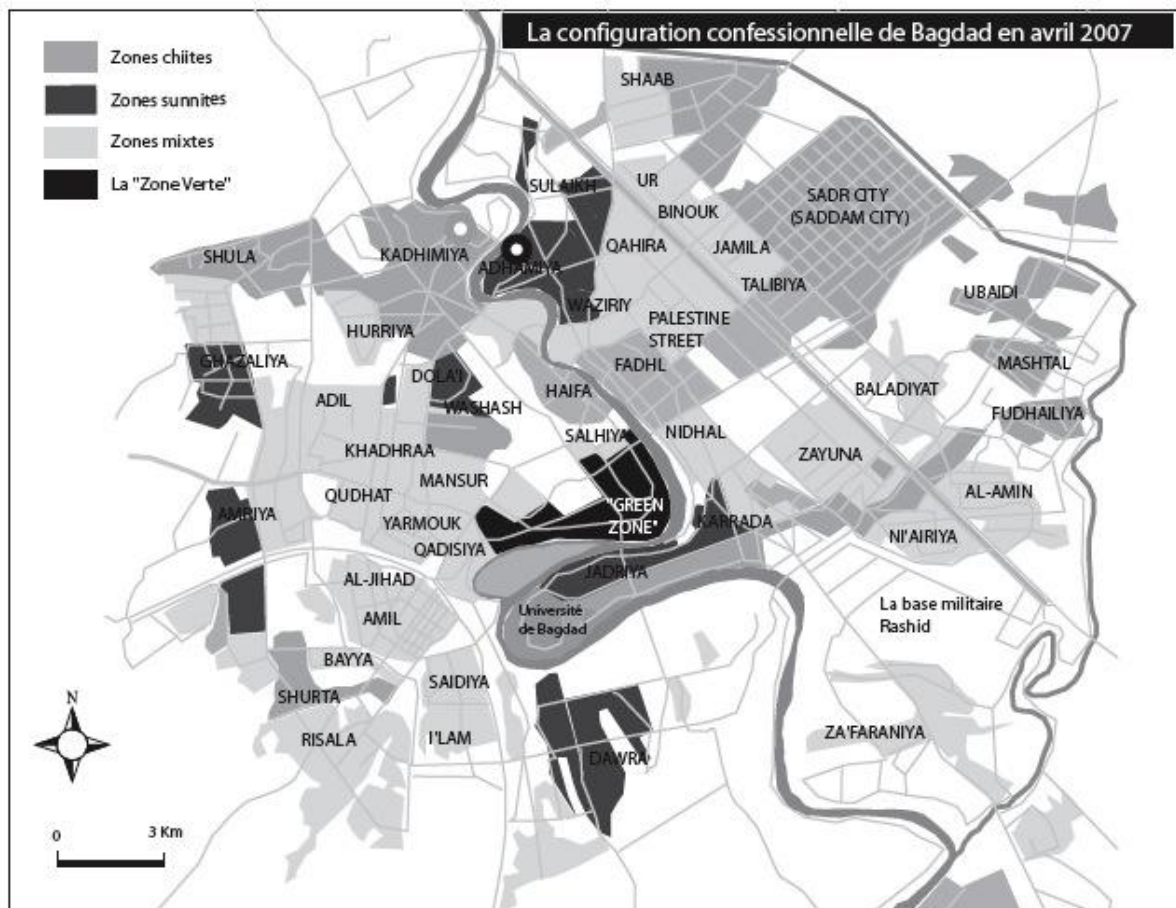 La configuration confessionnelle de Bagdad en avril 2007
Zones chiites
Zones sunnites
Zones mixtes
La "Zone Verte"
SHAAB
SULAIKH
UR
BINOUK
SADR CITY
(SADDAM CITY)
SHULA
KADHIMIYA
ADHAMIYA
QAHIRA
JAMILA
TALIBIYA
UBAIDI
WAZIRIY
PALESTINE
STREET
HURRIYA
GHAZALIYA
DOLA'I
FADHL
MASHTAL
BALADIYAT
ADIL
WASHASH
HAIFA
FUDHAILIYA
SALHIYA
NIDHAL
KHADHRAA
ZAYUNA
MANSUR
QUDHAT
AL-AMIN
AMRIYA
YARMOUK
"GREEN
ZONE"
KARRADA
NI'AIRIYA
QADISIYA
AL-JIHAD
JADRIYA
AMIL
Université
de Bagdad
La base militaire
Rashid
BAYYA
SAIDIYA
SHURTA
RISALA
I'LAM
ZA'FARANIYA
DAWRA
N
0
3 Km